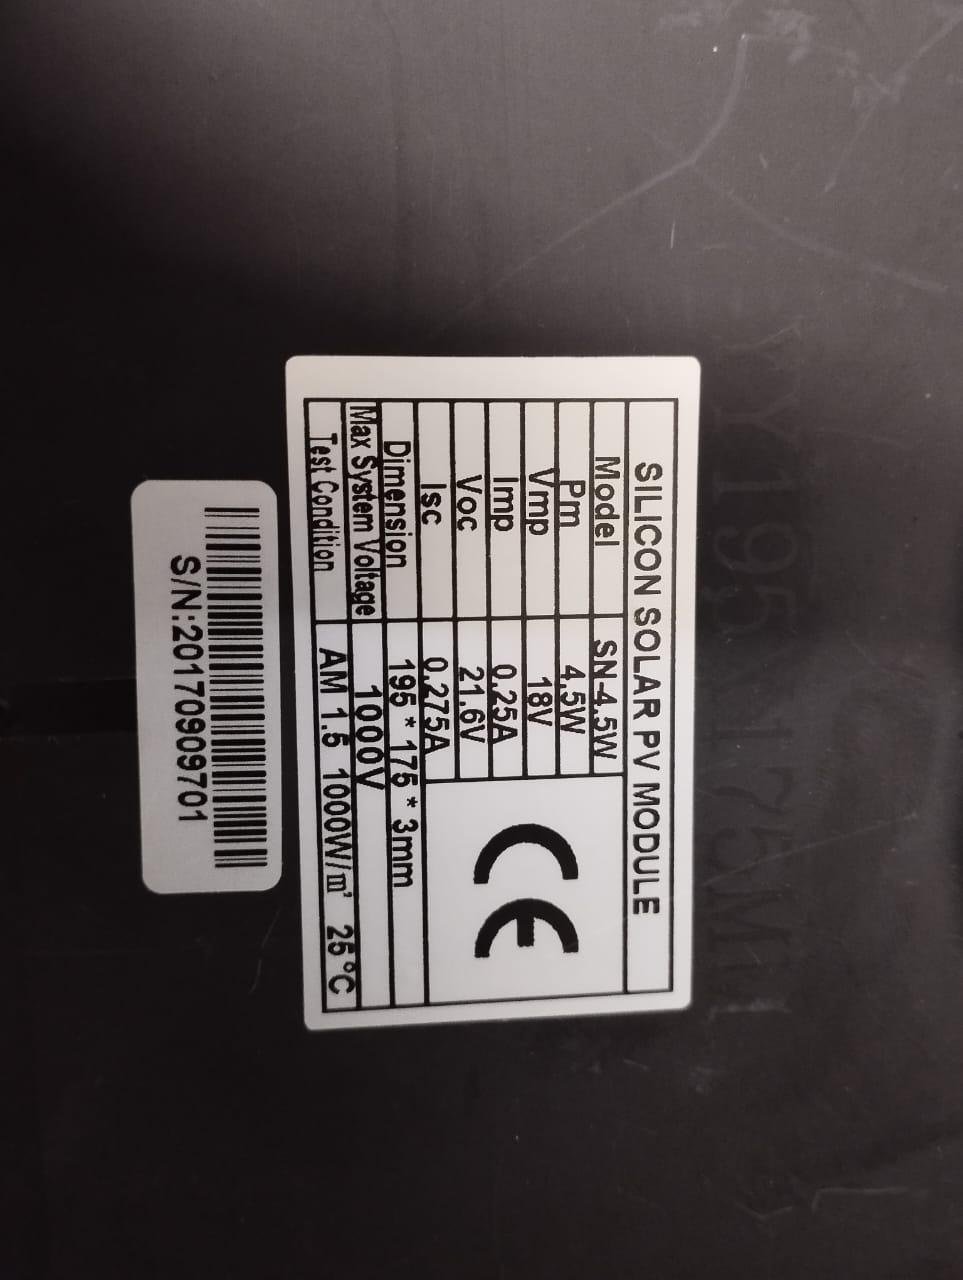 YY195X175MM
SILICON SOLAR PV MODULE
Model SN-4.5W
Pm 4.5W
Vmp 18V
Imp 0.25A
Voc 21.6V
Isc 0.275A
CE
Dimension 195 * 175 * 3mm
Max System Voltage 1000V
Test Condition AM 1.5 1000W/㎡ 25℃
S/N:20170909701